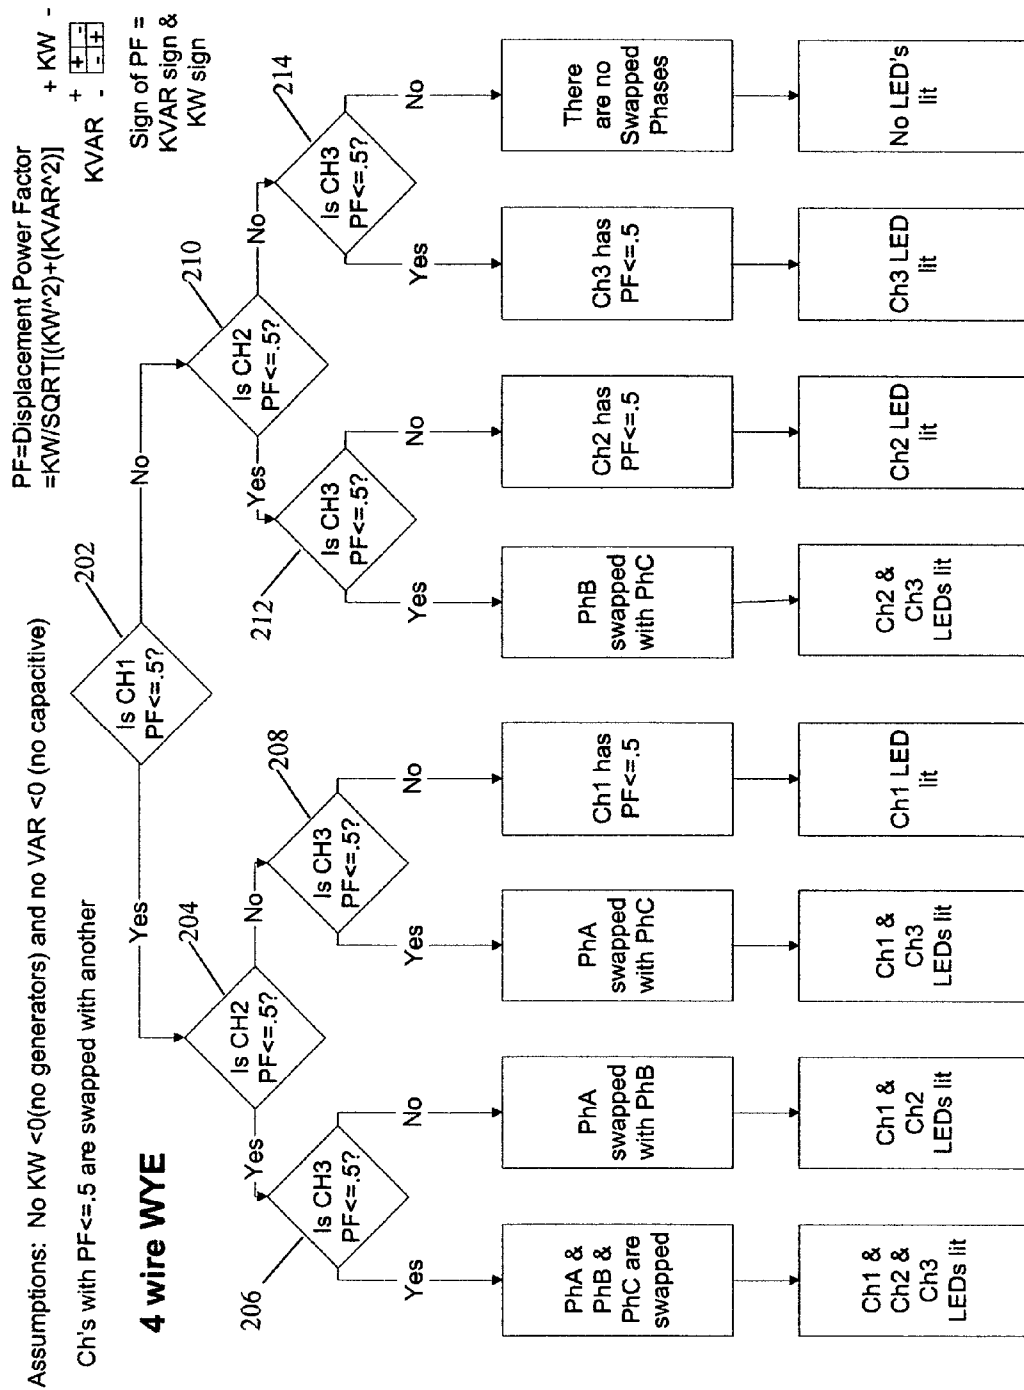 Assumptions: No KW <0(no generators) and no VAR <0 (no capacitive)
Ch's with PF<=.5 are swapped with another
4 wire WYE
PF=Displacement Power Factor
=KW/SQRT[(KW^2)+(KVAR^2)]
+ KW -
KVAR
+
-
+ -
- +
Sign of PF =
KVAR sign &
KW sign
202
Is CH1
PF<=.5?
Yes
No
204
Is CH2
PF<=.5?
Yes
No
210
Is CH2
PF<=.5?
Yes
No
206
Is CH3
PF<=.5?
Yes
No
208
Is CH3
PF<=.5?
Yes
No
212
Is CH3
PF<=.5?
Yes
No
214
Is CH3
PF<=.5?
Yes
No
PhA &
PhB &
PhC are
swapped
PhA
swapped
with PhB
PhA
swapped
with PhC
Ch1 has
PF<=.5
PhB
swapped
with PhC
Ch2 has
PF<=.5
Ch3 has
PF<=.5
There
are no
Swapped
Phases
Ch1 &
Ch2 &
Ch3
LEDs lit
Ch1 &
Ch2
LEDs lit
Ch1 &
Ch3
LEDs lit
Ch1 LED
lit
Ch2 &
Ch3
LEDs lit
Ch2 LED
lit
Ch3 LED
lit
No LED's
lit